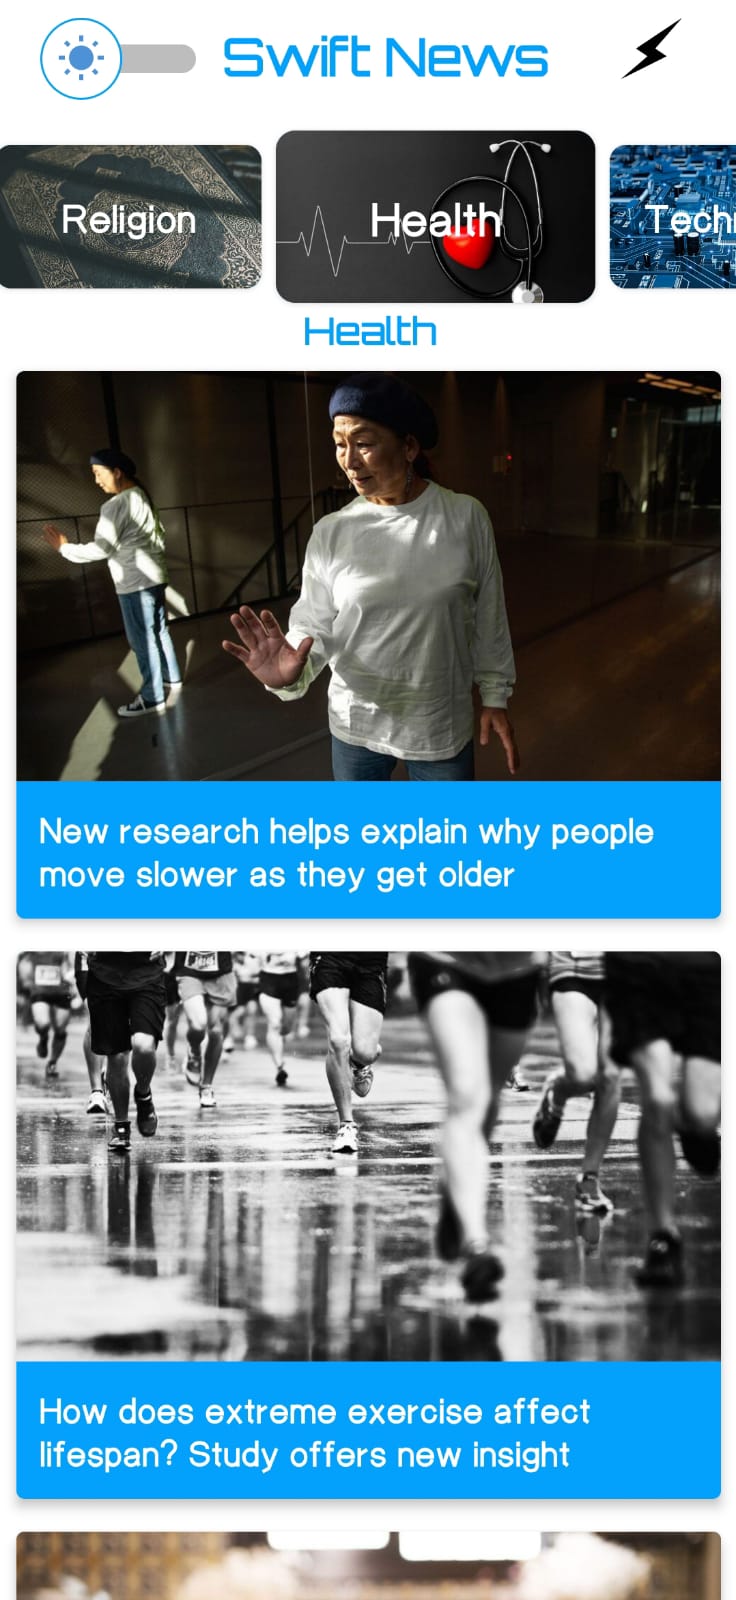 Swift News
Religion
Health
Health
New research helps explain why people
move slower as they get older
How does extreme exercise affect
lifespan? Study offers new insight